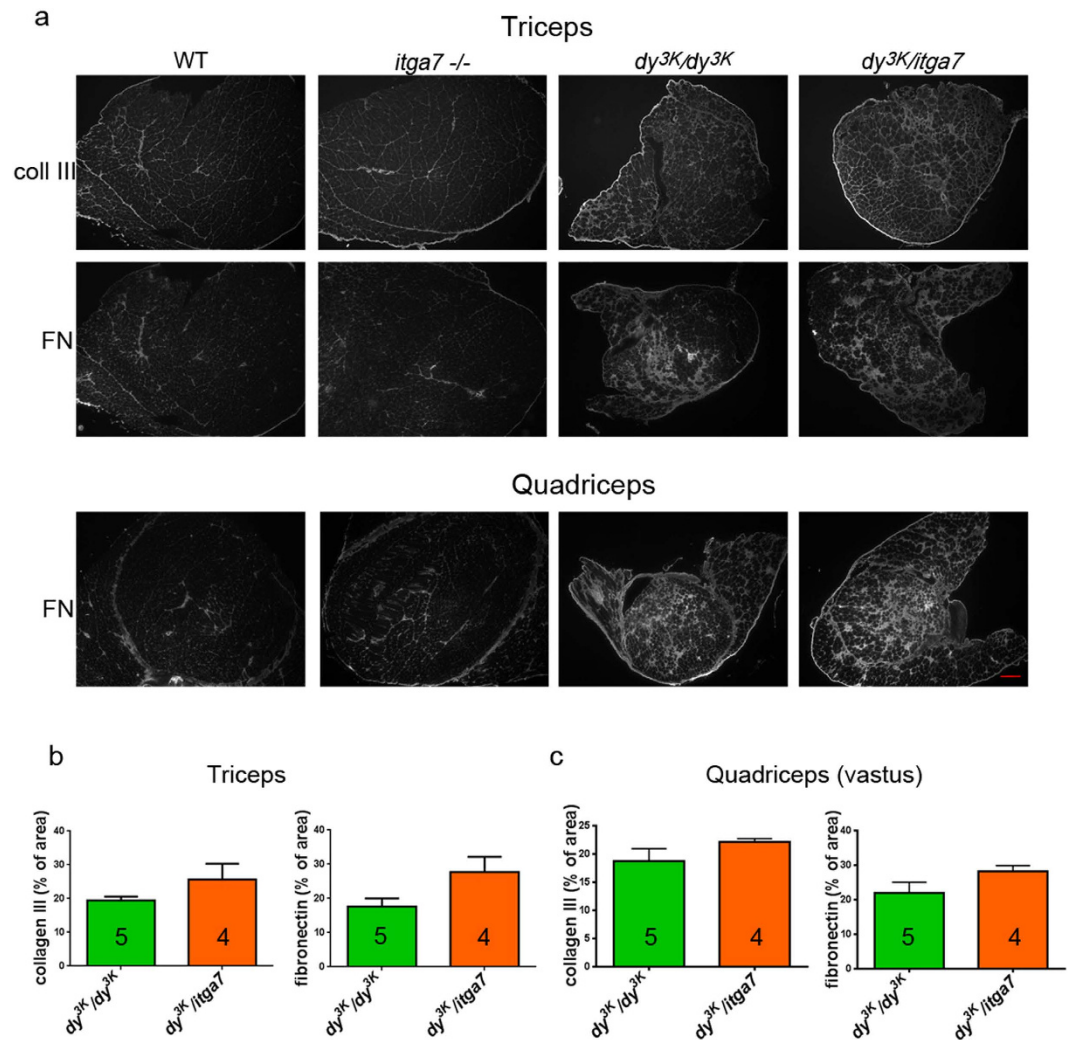 a
Triceps
WT
itga7 -/-
dy3K/dy3K
dy3K/itga7
coll III
FN
Quadriceps
FN
b
Triceps
collagen III (% of area)
40
30
20
10
0
5
4
dy3K/dy3K
dy3K/itga7
fibronectin (% of area)
40
30
20
10
0
5
4
dy3K/dy3K
dy3K/itga7
c
Quadriceps (vastus)
collagen III (% of area)
25
20
15
10
5
0
5
4
dy3K/dy3K
dy3K/itga7
fibronectin (% of area)
40
30
20
10
0
5
4
dy3K/dy3K
dy3K/itga7